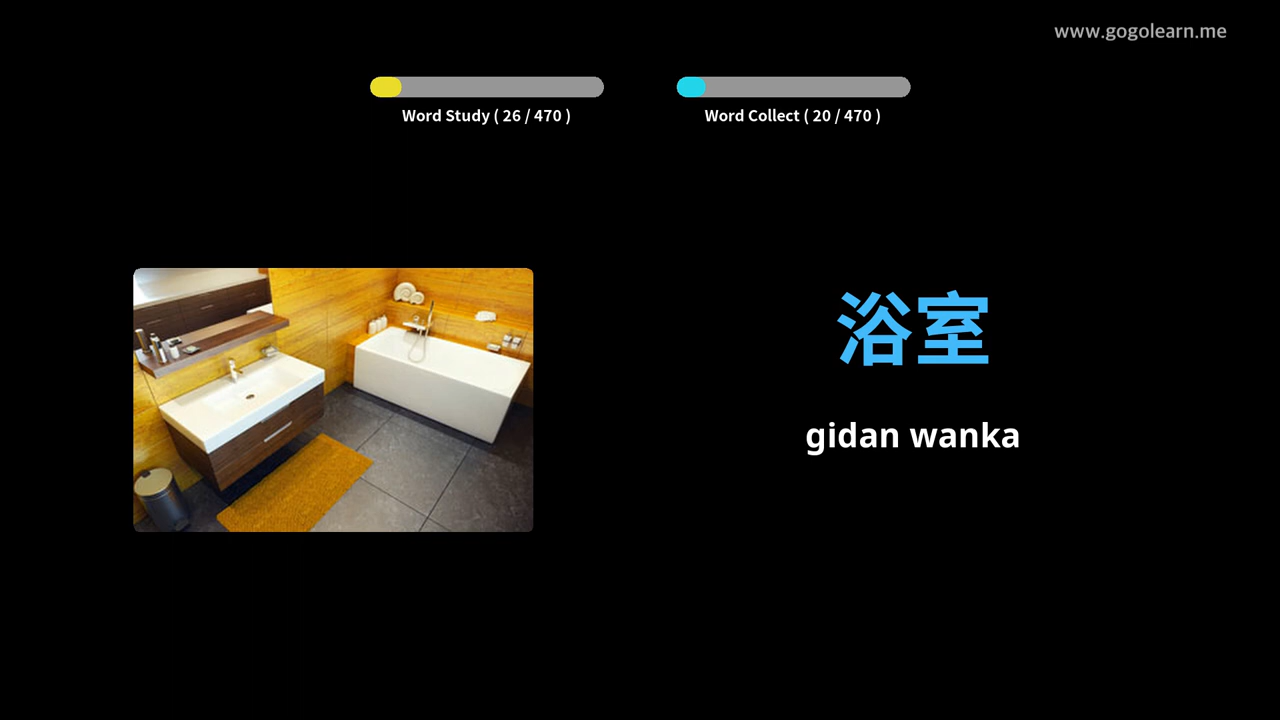 www.gogolearn.me
Word Study ( 26 / 470 )
Word Collect ( 20 / 470 )
浴室
gidan wanka